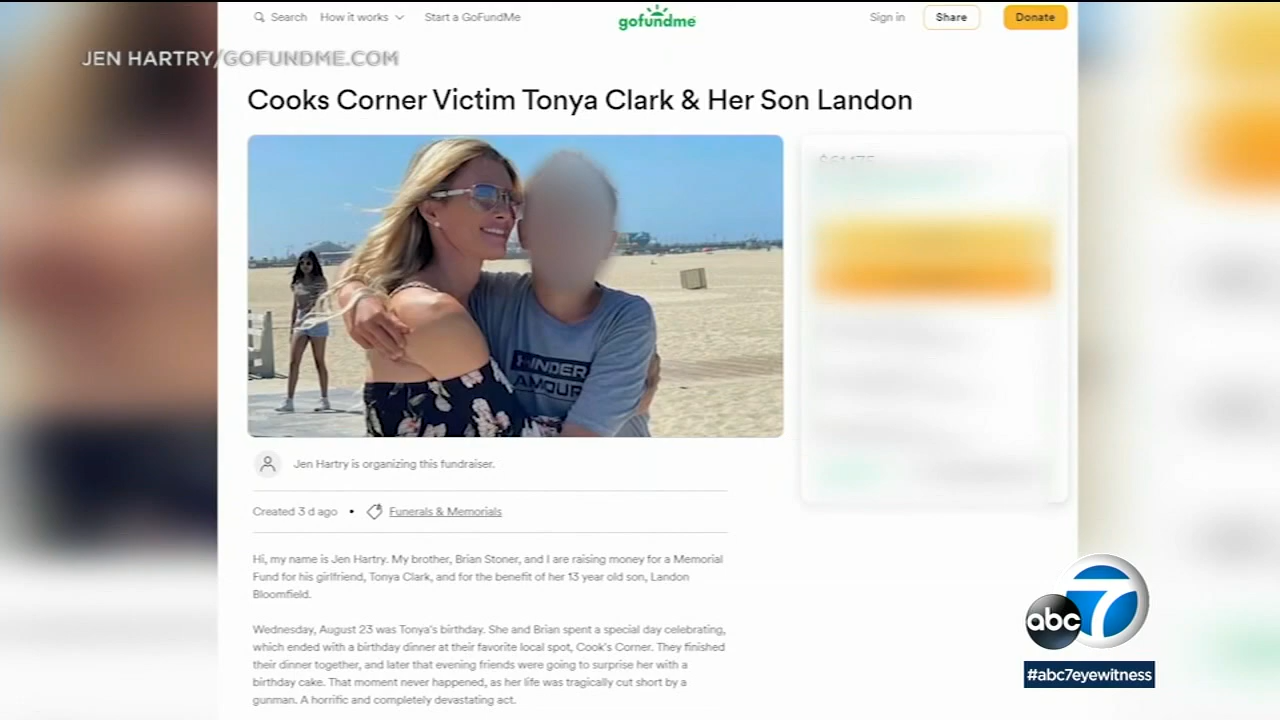 Search How it works Start a GoFundMe gofundme Sign in Share Donate
JEN HARTRY/GOFUNDME.COM
Cooks Corner Victim Tonya Clark & Her Son Landon
UNDER
ARMOUR
Jen Hartry is organizing this fundraiser.
Created 3 d ago • Funerals & Memorials
Hi, my name is Jen Hartry. My brother, Brian Stoner, and I are raising money for a Memorial
Fund for his girlfriend, Tonya Clark, and for the benefit of her 13 year old son, Landon
Bloomfield.
Wednesday, August 23 was Tonya's birthday. She and Brian spent a special day celebrating,
which ended with a birthday dinner at their favorite local spot, Cook's Corner. They finished
their dinner together, and later that evening friends were going to surprise her with a
birthday cake. That moment never happened, as her life was tragically cut short by a
gunman. A horrific and completely devastating act.
abc 7
#abc7eyewitness